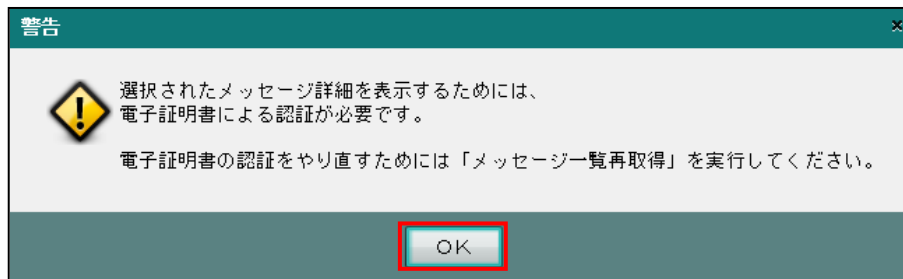 警告
選択されたメッセージ詳細を表示するためには、
電子証明書による認証が必要です。
電子証明書の認証をやり直すためには「メッセージ一覧再取得」を実行してください。
OK